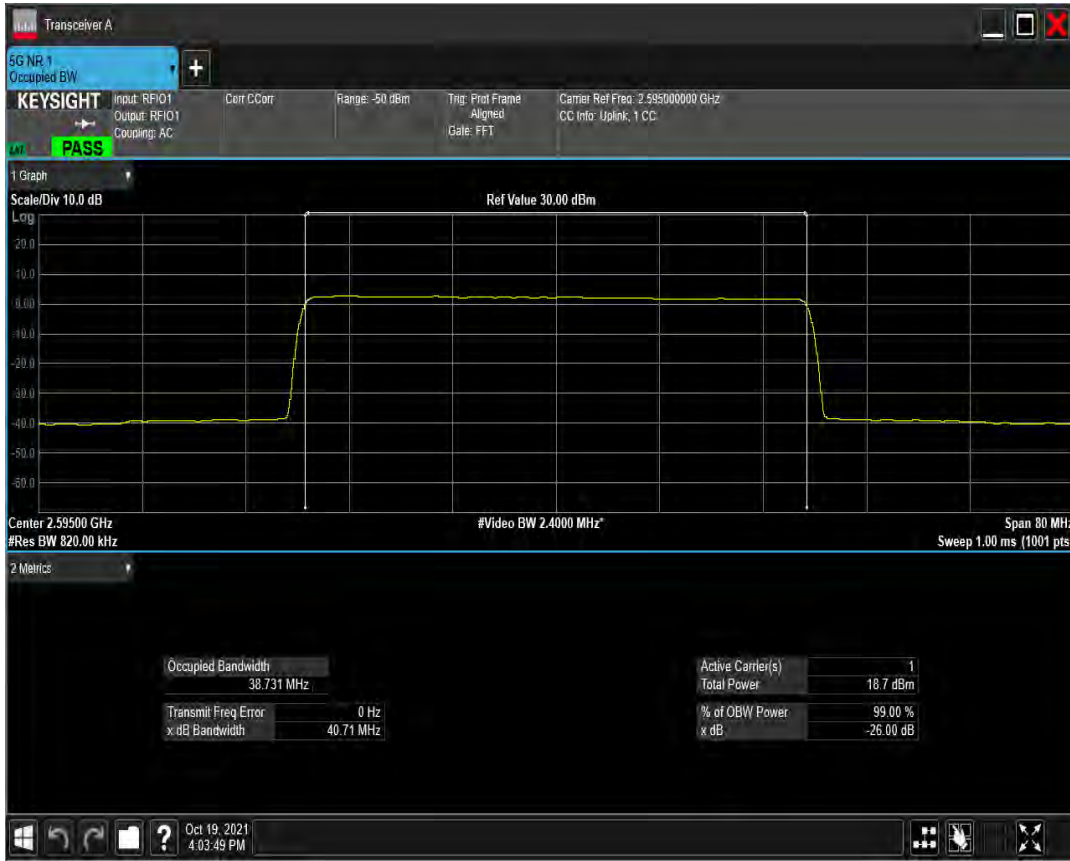 Transceiver A
5G NR 1
Occupied BW
+
KEYSIGHT
Input: RFIO1
Output: RFIO1
Coupling: AC
Corr CCorr
Range: -50 dBm
Trig: Prot Frame
Aligned
Gate: FFT
Carrier Ref Freq: 2.595000000 GHz
CC Info: Uplink, 1 CC
PASS
1 Graph
Scale/Div 10.0 dB
Ref Value 30.00 dBm
Log
20.0
10.0
0.00
-10.0
-20.0
-30.0
-40.0
-50.0
-60.0
Center 2.59500 GHz
#Video BW 2.4000 MHz*
Span 80 MHz
#Res BW 820.00 kHz
Sweep 1.00 ms (1001 pts
2 Metrics
Occupied Bandwidth
38.731 MHz
Transmit Freq Error 0 Hz
x dB Bandwidth 40.71 MHz
Active Carrier(s) 1
Total Power 18.7 dBm
% of OBW Power 99.00 %
x dB -26.00 dB
?
Oct 19, 2021
4:03:49 PM